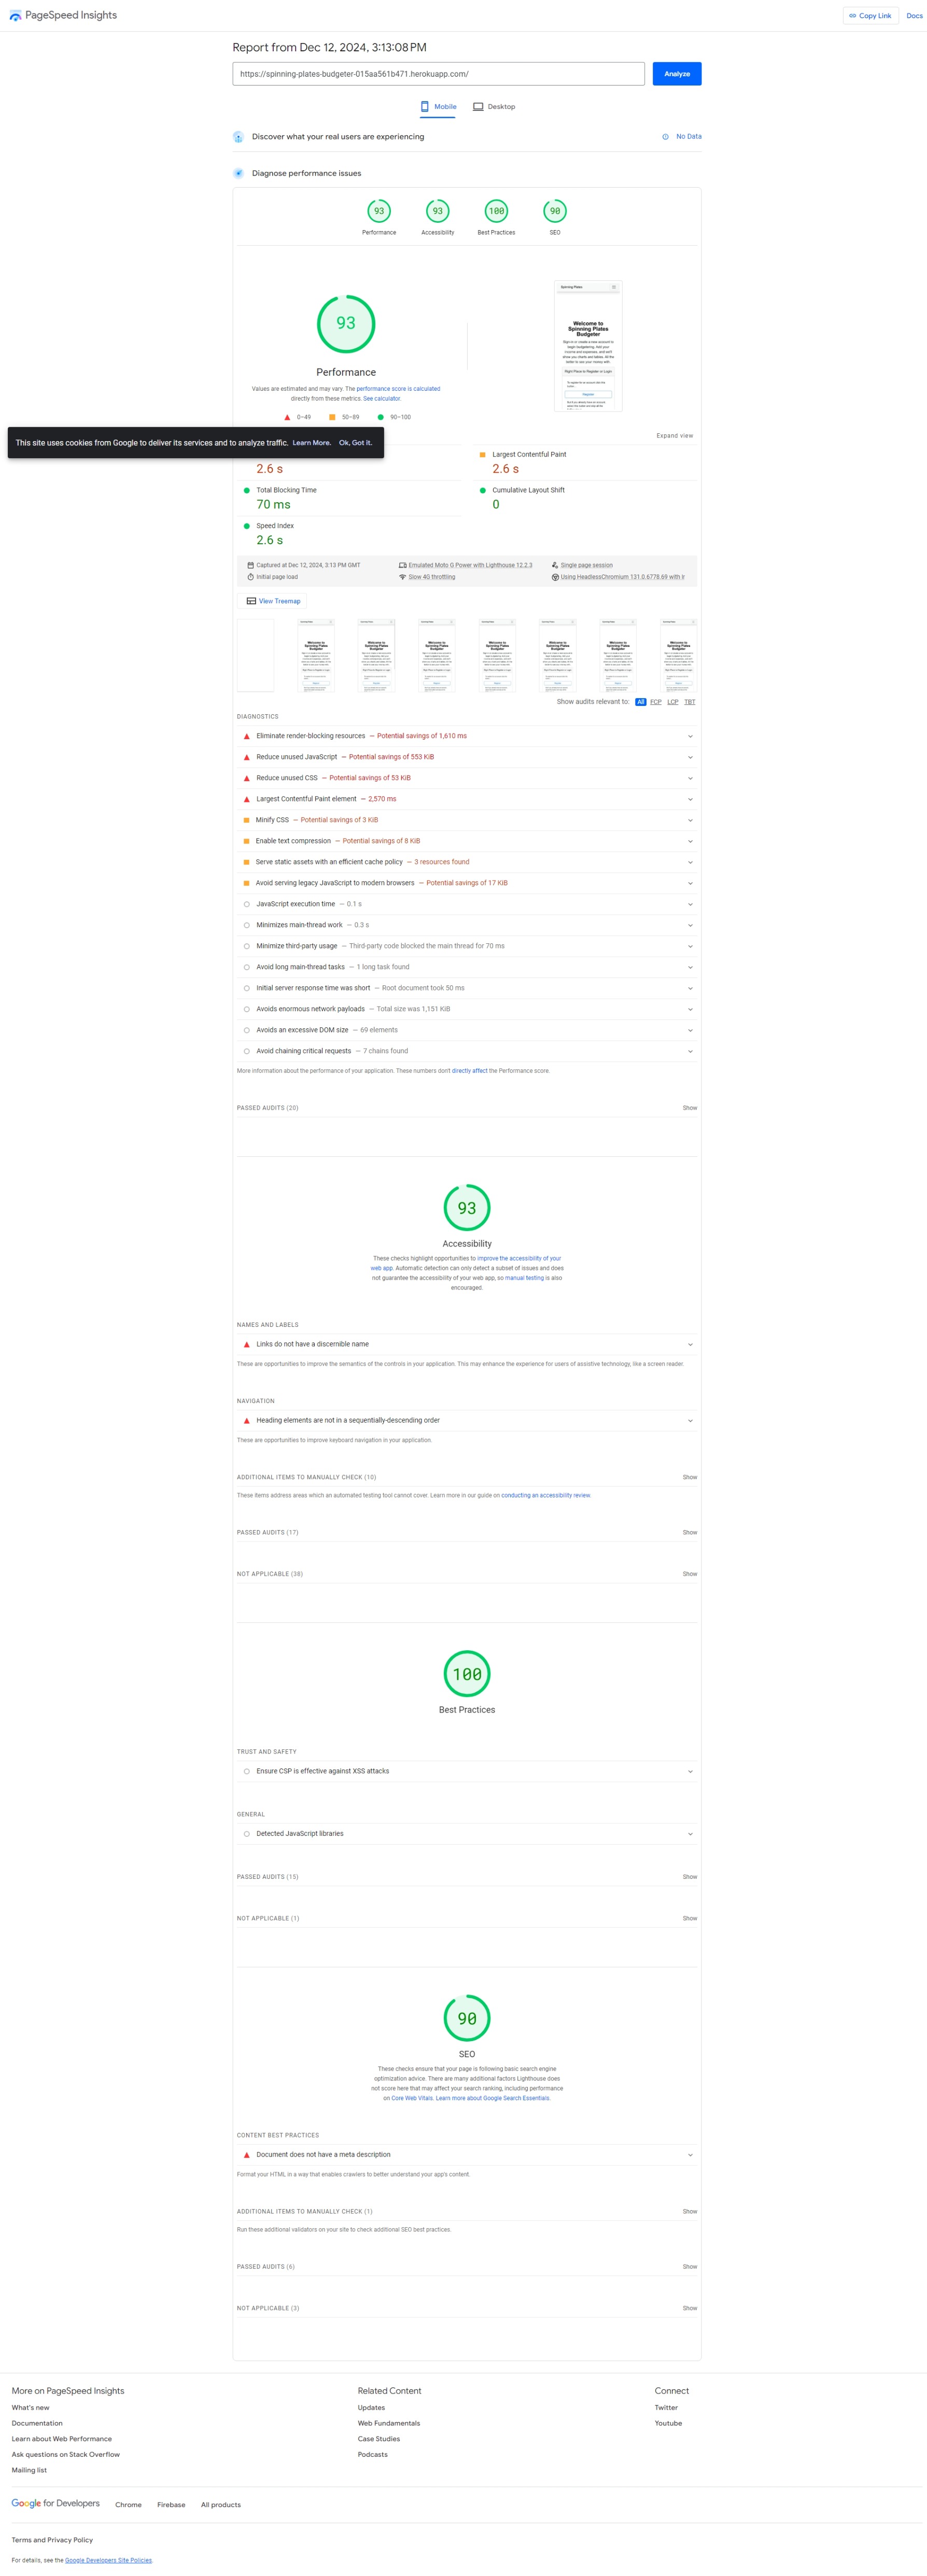 PageSpeed Insights
Copy Link
Docs
Report from Dec 12, 2024, 3:13:08 PM
https://spinning-plates-budgeter-015aa561b471.herokuapp.com/
Analyze
Mobile
Desktop
Discover what your real users are experiencing
No Data
Diagnose performance issues
93
Performance
93
Accessibility
100
Best Practices
90
SEO
93
Performance
Values are estimated and may vary. The performance score is calculated
directly from these metrics. See calculator.
0–49
50–89
90–100
Spinning Plates
Welcome to
Spinning Plates
Budgeter
Right Place to Register or Login
Register
Expand view
This site uses cookies from Google to deliver its services and to analyze traffic. Learn More. Ok, Got it.
2.6 s
Largest Contentful Paint
2.6 s
Total Blocking Time
70 ms
Cumulative Layout Shift
0
Speed Index
2.6 s
Captured at Dec 12, 2024, 3:13 PM GMT
Emulated Moto G Power with Lighthouse 12.2.3
Single page session
Initial page load
Slow 4G throttling
Using HeadlessChromium 131.0.6778.69 with lr
View Treemap
Show audits relevant to: All FCP LCP TBT
DIAGNOSTICS
Eliminate render-blocking resources — Potential savings of 1,610 ms
Reduce unused JavaScript — Potential savings of 553 KiB
Reduce unused CSS — Potential savings of 53 KiB
Largest Contentful Paint element — 2,570 ms
Minify CSS — Potential savings of 3 KiB
Enable text compression — Potential savings of 8 KiB
Serve static assets with an efficient cache policy — 3 resources found
Avoid serving legacy JavaScript to modern browsers — Potential savings of 17 KiB
JavaScript execution time — 0.1 s
Minimizes main-thread work — 0.3 s
Minimize third-party usage — Third-party code blocked the main thread for 70 ms
Avoid long main-thread tasks — 1 long task found
Initial server response time was short — Root document took 50 ms
Avoids enormous network payloads — Total size was 1,151 KiB
Avoids an excessive DOM size — 69 elements
Avoid chaining critical requests — 7 chains found
More information about the performance of your application. These numbers don't directly affect the Performance score.
PASSED AUDITS (20)
Show
93
Accessibility
These checks highlight opportunities to improve the accessibility of your
web app. Automatic detection can only detect a subset of issues and does
not guarantee the accessibility of your web app, so manual testing is also
encouraged.
NAMES AND LABELS
Links do not have a discernible name
These are opportunities to improve the semantics of the controls in your application. This may enhance the experience for users of assistive technology, like a screen reader.
NAVIGATION
Heading elements are not in a sequentially-descending order
These are opportunities to improve keyboard navigation in your application.
ADDITIONAL ITEMS TO MANUALLY CHECK (10)
Show
These items address areas which an automated testing tool cannot cover. Learn more in our guide on conducting an accessibility review.
PASSED AUDITS (17)
Show
NOT APPLICABLE (38)
Show
100
Best Practices
TRUST AND SAFETY
Ensure CSP is effective against XSS attacks
GENERAL
Detected JavaScript libraries
PASSED AUDITS (15)
Show
NOT APPLICABLE (1)
Show
90
SEO
These checks ensure that your page is following basic search engine
optimization advice. There are many additional factors Lighthouse does
not score here that may affect your search ranking, including performance
on Core Web Vitals. Learn more about Google Search Essentials.
CONTENT BEST PRACTICES
Document does not have a meta description
Format your HTML in a way that enables crawlers to better understand your app's content.
ADDITIONAL ITEMS TO MANUALLY CHECK (1)
Show
Run these additional validators on your site to check additional SEO best practices.
PASSED AUDITS (6)
Show
NOT APPLICABLE (3)
Show
More on PageSpeed Insights
What's new
Documentation
Learn about Web Performance
Ask questions on Stack Overflow
Mailing list
Related Content
Updates
Web Fundamentals
Case Studies
Podcasts
Connect
Twitter
Youtube
Google for Developers
Chrome
Firebase
All products
Terms and Privacy Policy
For details, see the Google Developers Site Policies.